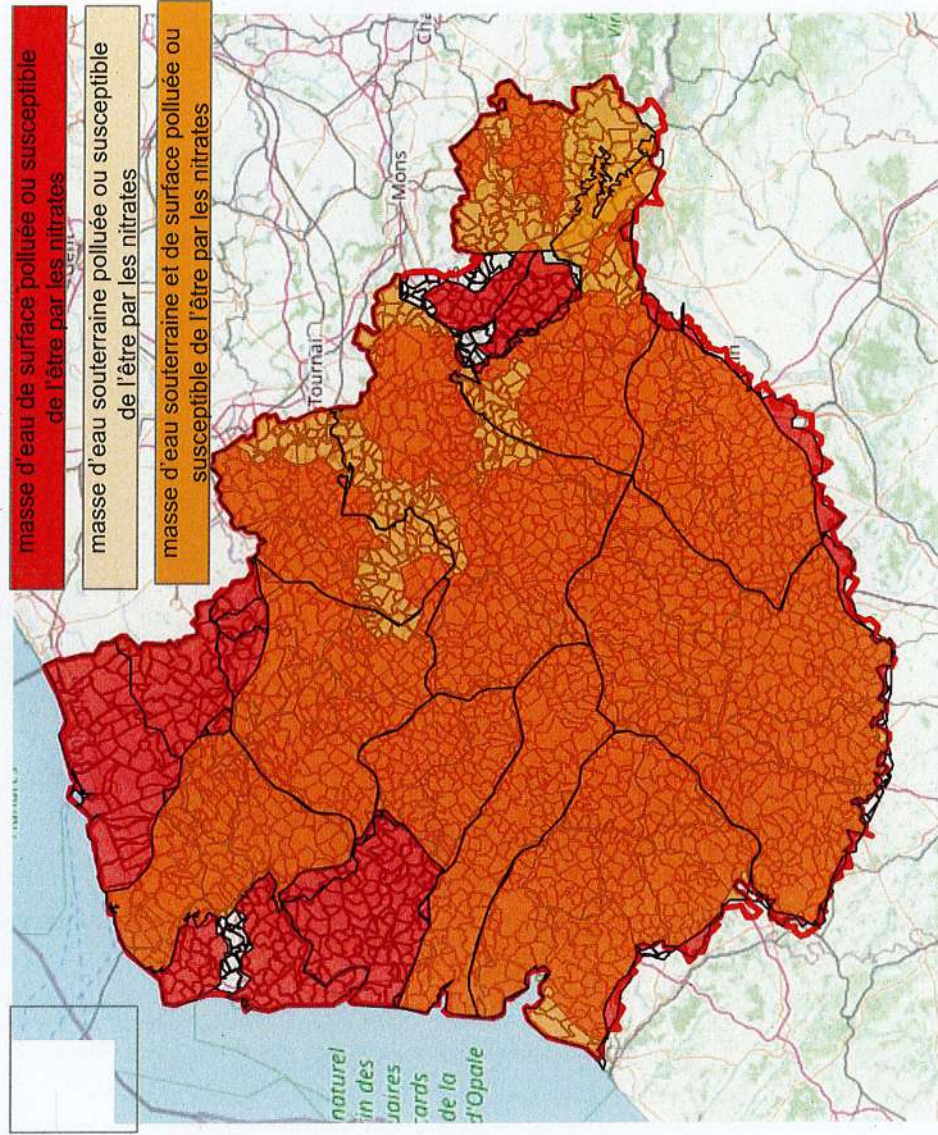 masse d'eau de surface polluée ou susceptible
de l'être par les nitrates
masse d'eau souterraine polluée ou susceptible
de l'être par les nitrates
masse d'eau souterraine et de surface polluée ou
susceptible de l'être par les nitrates
Tournai
Mons
naturel
in des
uaires
cards
de la
d'Opale